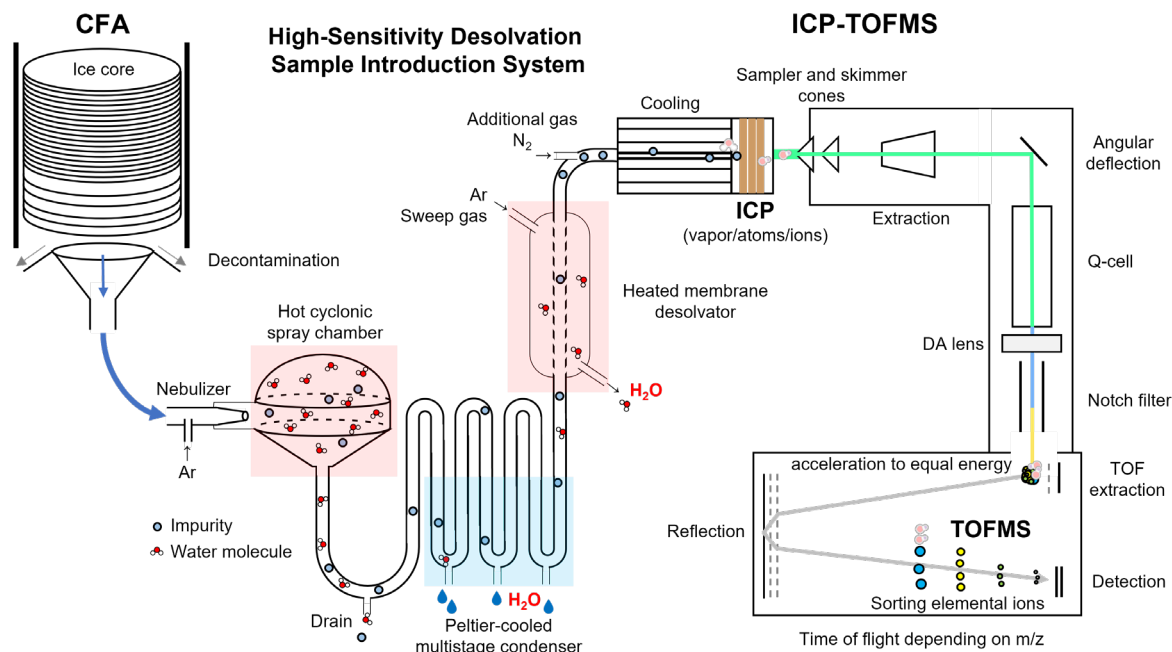 CFA
Ice core
Decontamination
High-Sensitivity Desolvation
Sample Introduction System
Nebulizer
Ar
Hot cyclonic
spray chamber
Impurity
Water molecule
Drain
H₂O
Peltier-cooled
multistage condenser
Additional gas
N₂
Ar
Sweep gas
Heated membrane
desolvator
H₂O
ICP-TOFMS
Cooling
Sampler and skimmer
cones
ICP
(vapor/atoms/ions)
Extraction
Angular
deflection
Q-cell
DA lens
Notch filter
acceleration to equal energy
TOF
extraction
Reflection
TOFMS
Detection
Sorting elemental ions
Time of flight depending on m/z